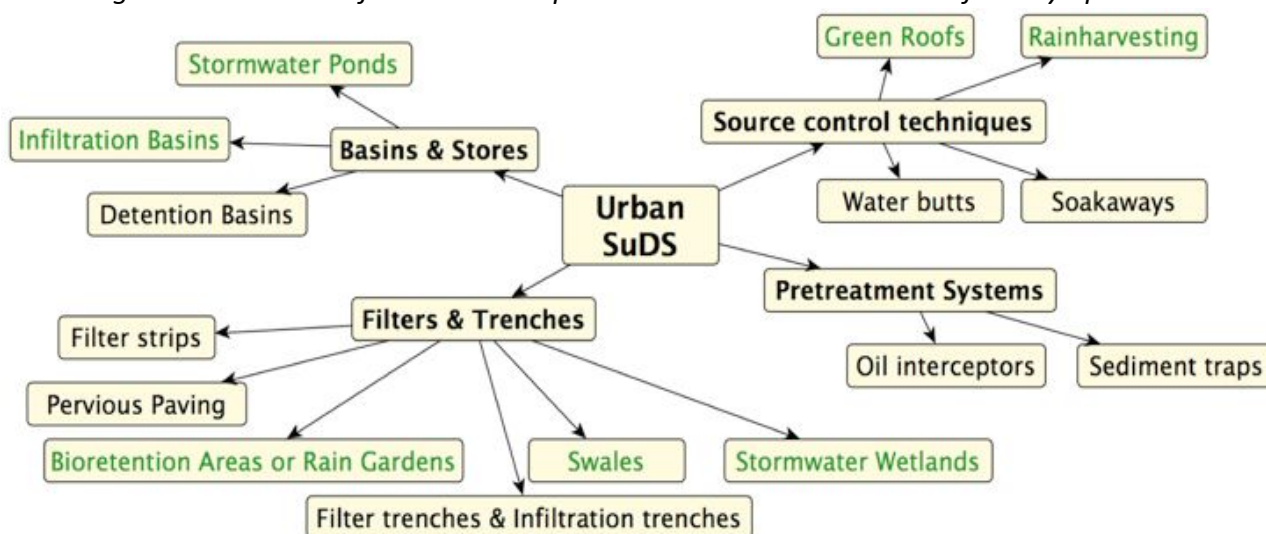 Green Roofs
Rainharvesting
Stormwater Ponds
Source control techniques
Infiltration Basins
Basins & Stores
Detention Basins
Water butts
Soakaways
Urban
SuDS
Pretreatment Systems
Filters & Trenches
Filter strips
Oil interceptors
Sediment traps
Pervious Paving
Bioretention Areas or Rain Gardens
Swales
Stormwater Wetlands
Filter trenches & Infiltration trenches